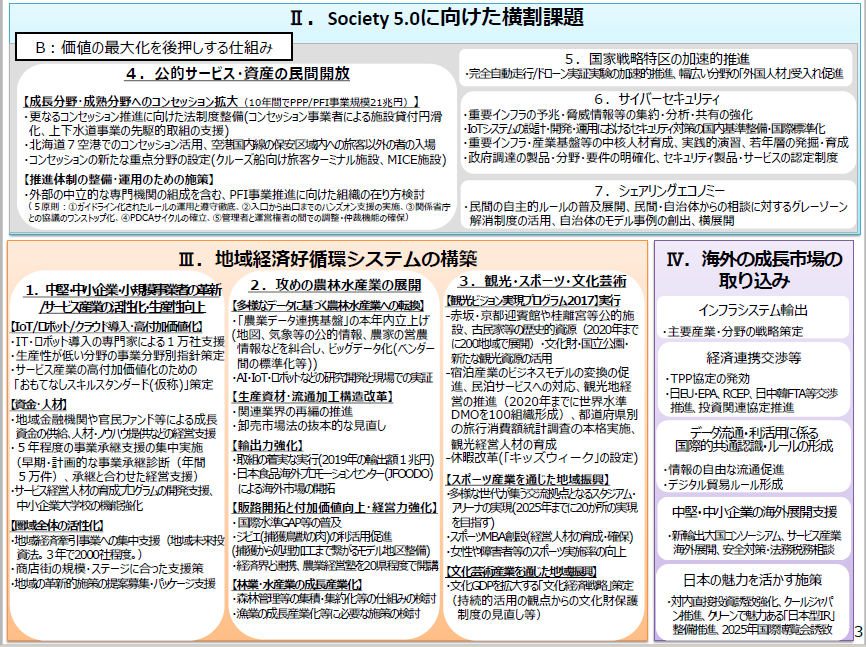 Ⅱ．Society 5.0に向けた横割課題
B：価値の最大化を後押しする仕組み
４．公的サービス・資産の民間開放
【成長分野・成熟分野へのコンセッション拡大（10年間でPPP/PFI事業規模21兆円）】
・更なるコンセッション推進に向けた法制度整備(コンセッション事業者による施設貸付円滑
化、上下水道事業の先駆的取組の支援)
・北海道７空港でのコンセッション活用、空港国内線の保安区域内への旅客以外の者の入場
・コンセッションの新たな重点分野の設定(クルーズ船向け旅客ターミナル施設、MICE施設)
【推進体制の整備・運用のための施策】
・外部の中立的な専門機関の組成を含む、PFI事業推進に向けた組織の在り方検討
（５原則：①ガイドライン化されたルールの運用と遵守徹底、②入口から出口までのハンズオン支援の実施、③関係省庁
との協議のワンストップ化、④PDCAサイクルの確立、⑤管理者と運営権者の間での調整・仲裁機能の確保）
５．国家戦略特区の加速的推進
・完全自動走行/ドローン実証実験の加速的推進、幅広い分野の「外国人材」受入れ促進
６．サイバーセキュリティ
・重要インフラの予兆・脅威情報等の集約・分析・共有の強化
・IoTシステムの設計・開発・運用におけるセキュリティ対策の国内基準整備・国際標準化
・重要インフラ・産業基盤等の中核人材育成、実践的演習、若年層の発掘・育成
・政府調達の製品・分野・要件の明確化、セキュリティ製品・サービスの認定制度
７．シェアリングエコノミー
・民間の自主的ルールの普及展開、民間・自治体からの相談に対するグレーゾーン
解消制度の活用、自治体のモデル事例の創出、横展開
Ⅲ．地域経済好循環システムの構築
１．中堅・中小企業・小規模事業者の革新
/サービス産業の活性化・生産性向上
【IoT/ロボット/クラウド導入・高付加価値化】
・IT・ロボット導入の専門家による１万社支援
・生産性が低い分野の事業分野別指針策定
・サービス産業の高付加価値化のための
「おもてなしスキルスタンダード(仮称)」策定
【資金・人材】
・地域金融機関や官民ファンド等による成長
資金の供給、人材・ノウハウ提供などの経営支援
・５年程度の事業承継支援の集中実施
（早期・計画的な事業承継診断（年間
５万件）、承継と合わせた経営支援）
・サービス経営人材の育成プログラムの開発支援、
中小企業大学校の機能強化
【圏域全体の活性化】
・地域経済牽引事業への集中支援（地域未来投
資法。３年で2000社程度。）
・商店街の規模・ステージに合った支援策
・地域の革新的施策の提案募集・パッケージ支援
２．攻めの農林水産業の展開
【多様なデータに基づく農林水産業への転換】
・「農業データ連携基盤」の本年内立上げ
(地図、気象等の公的情報、農家の営農
情報などを糾合し、ビッグデータ化(ベンダー
間の標準化等))
・AI・IoT・ロボットなどの研究開発と現場での実証
【生産資材・流通加工構造改革】
・関連業界の再編の推進
・卸売市場法の抜本的な見直し
【輸出力強化】
・取組の着実な実行(2019年の輸出額１兆円)
・日本食品海外プロモーションセンター(JFOODO)
による海外市場の開拓
【販路開拓と付加価値向上・経営力強化】
・国際水準GAP等の普及
・ジビエ(捕獲鳥獣の肉)の利活用促進
(捕獲から処理加工まで繋がるモデル地区整備)
・経済界と連携、農業経営塾を20県程度で開講
【林業・水産業の成長産業化】
・森林管理等の集積・集約化等の仕組みの検討
・漁業の成長産業化等に必要な施策の検討
３．観光・スポーツ・文化芸術
【観光ビジョン実現プログラム2017】実行
-赤坂・京都迎賓館や桂離宮等の公的施
設、古民家等の歴史的資源（2020年まで
に200地域で展開）・文化財・国立公園・
新たな観光資源の活用
-宿泊産業のビジネスモデルの変換の促
進、民泊サービスへの対応、観光地経
営の推進（2020年までに世界水準
DMOを100組織形成）、都道府県別
の旅行消費額統計調査の本格実施、
観光経営人材の育成
-休暇改革(「キッズウィーク」の設定)
【スポーツ産業を通じた地域振興】
・多様な世代が集う交流拠点となるスタジアム・
アリーナの実現(2025年までに20か所の実現
を目指す)
・スポーツMBA創設(経営人材の育成・確保)
・女性や障害者等のスポーツ実施率の向上
【文化芸術産業を通じた地域振興】
・文化GDPを拡大する「文化経済戦略」策定
（持続的活用の観点からの文化財保護
制度の見直し等）
Ⅳ．海外の成長市場の
取り込み
インフラシステム輸出
・主要産業・分野の戦略策定
経済連携交渉等
・TPP協定の発効
・日EU・EPA、RCEP、日中韓FTA等交渉
推進、投資関連協定推進
データ流通・利活用に係る
国際的共通認識・ルールの形成
・情報の自由な流通促進
・デジタル貿易ルール形成
中堅・中小企業の海外展開支援
・新輸出大国コンソーシアム、サービス産業
海外展開、安全対策・法務税務相談
日本の魅力を活かす施策
・対内直接投資誘致強化、クールジャパ
ン推進、クリーンで魅力ある「日本型IR」
整備推進、2025年国際博覧会誘致
3